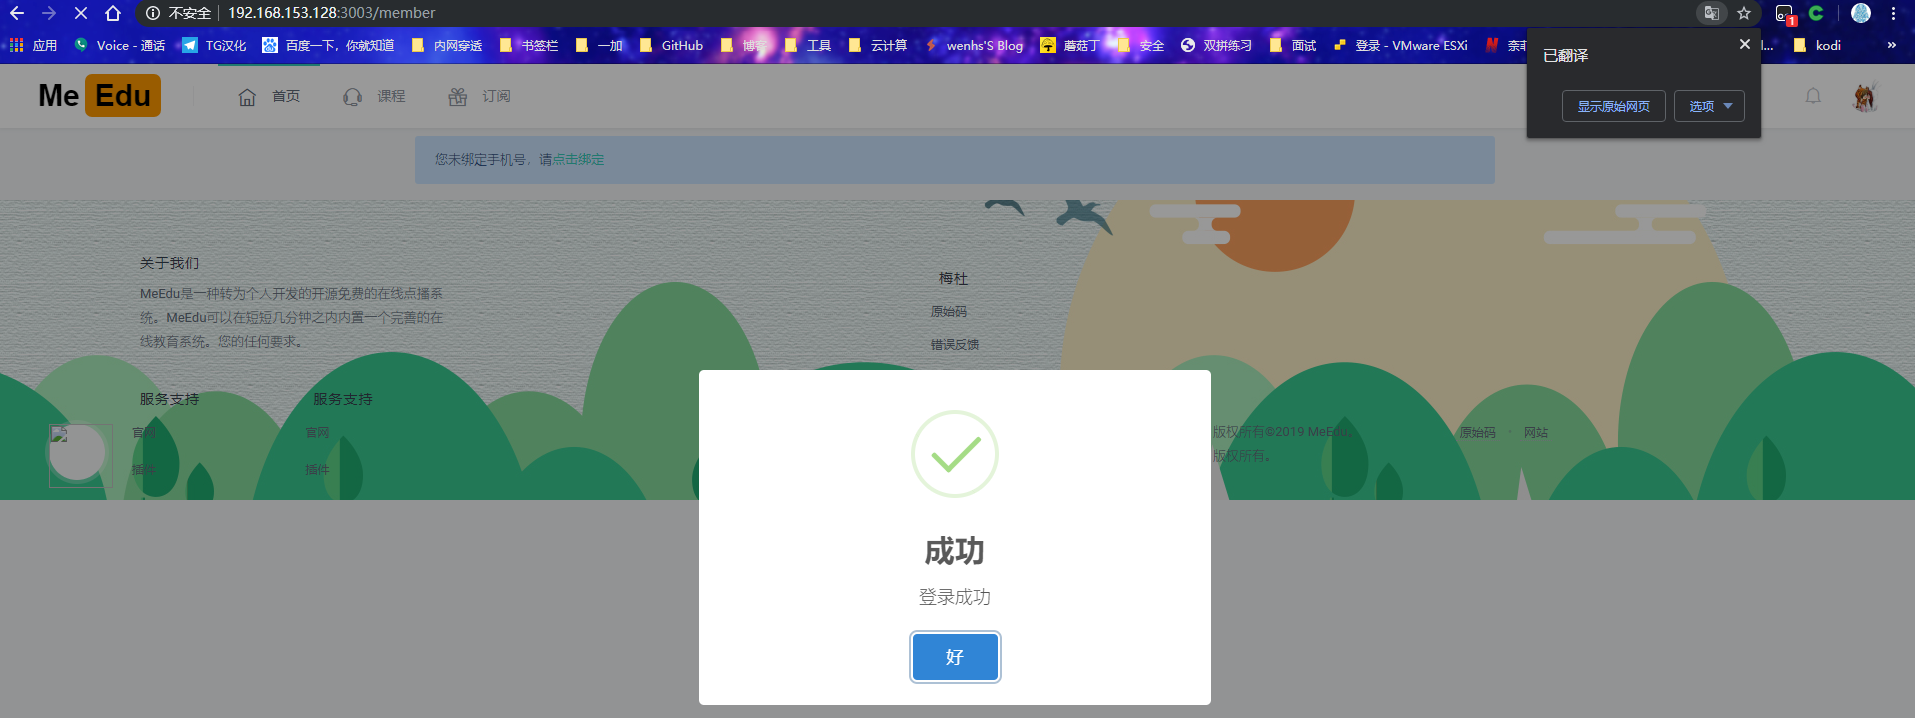 不安全 192.168.153.128:3003/member
1
应用 Voice - 通话 TG汉化 百度一下，你就知道 内网穿透 书签栏 一加 GitHub 博客 工具 云计算 wenhs'S Blog 蘑菇丁 安全 双拼练习 面试 登录 - VMware ESXi l... kodi »
已翻译
显示原始网页 选项
Me Edu 首页 课程 订阅
您未绑定手机号，请点击绑定
关于我们
MeEdu是一种转为个人开发的开源免费的在线点播系
统。MeEdu可以在短短几分钟之内内置一个完善的在
线教育系统。您的任何要求。
梅杜
原始码
错误反馈
服务支持 服务支持
官网 官网
插件 插件
版权所有©2019 MeEdu。
版权所有。
原始码 · 网站
成功
登录成功
好